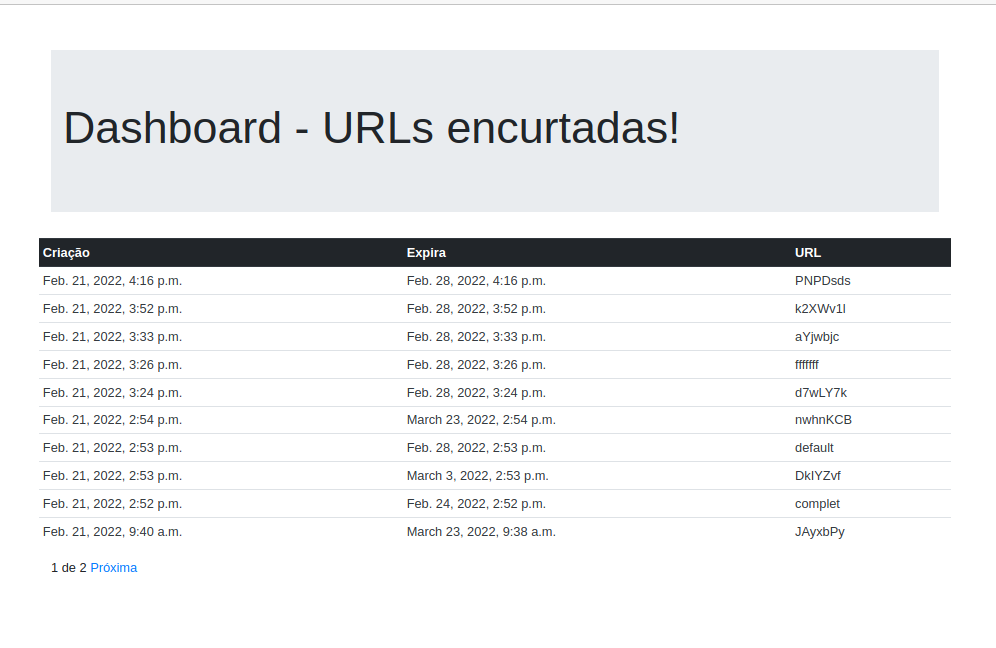 Dashboard - URLs encurtadas!
Criação Expira URL
Feb. 21, 2022, 4:16 p.m. Feb. 28, 2022, 4:16 p.m. PNPDsds
Feb. 21, 2022, 3:52 p.m. Feb. 28, 2022, 3:52 p.m. k2XWv1l
Feb. 21, 2022, 3:33 p.m. Feb. 28, 2022, 3:33 p.m. aYjwbjc
Feb. 21, 2022, 3:26 p.m. Feb. 28, 2022, 3:26 p.m. fffffff
Feb. 21, 2022, 3:24 p.m. Feb. 28, 2022, 3:24 p.m. d7wLY7k
Feb. 21, 2022, 2:54 p.m. March 23, 2022, 2:54 p.m. nwhnKCB
Feb. 21, 2022, 2:53 p.m. Feb. 28, 2022, 2:53 p.m. default
Feb. 21, 2022, 2:53 p.m. March 3, 2022, 2:53 p.m. DkIYZvf
Feb. 21, 2022, 2:52 p.m. Feb. 24, 2022, 2:52 p.m. complet
Feb. 21, 2022, 9:40 a.m. March 23, 2022, 9:38 a.m. JAyxbPy
1 de 2 Próxima